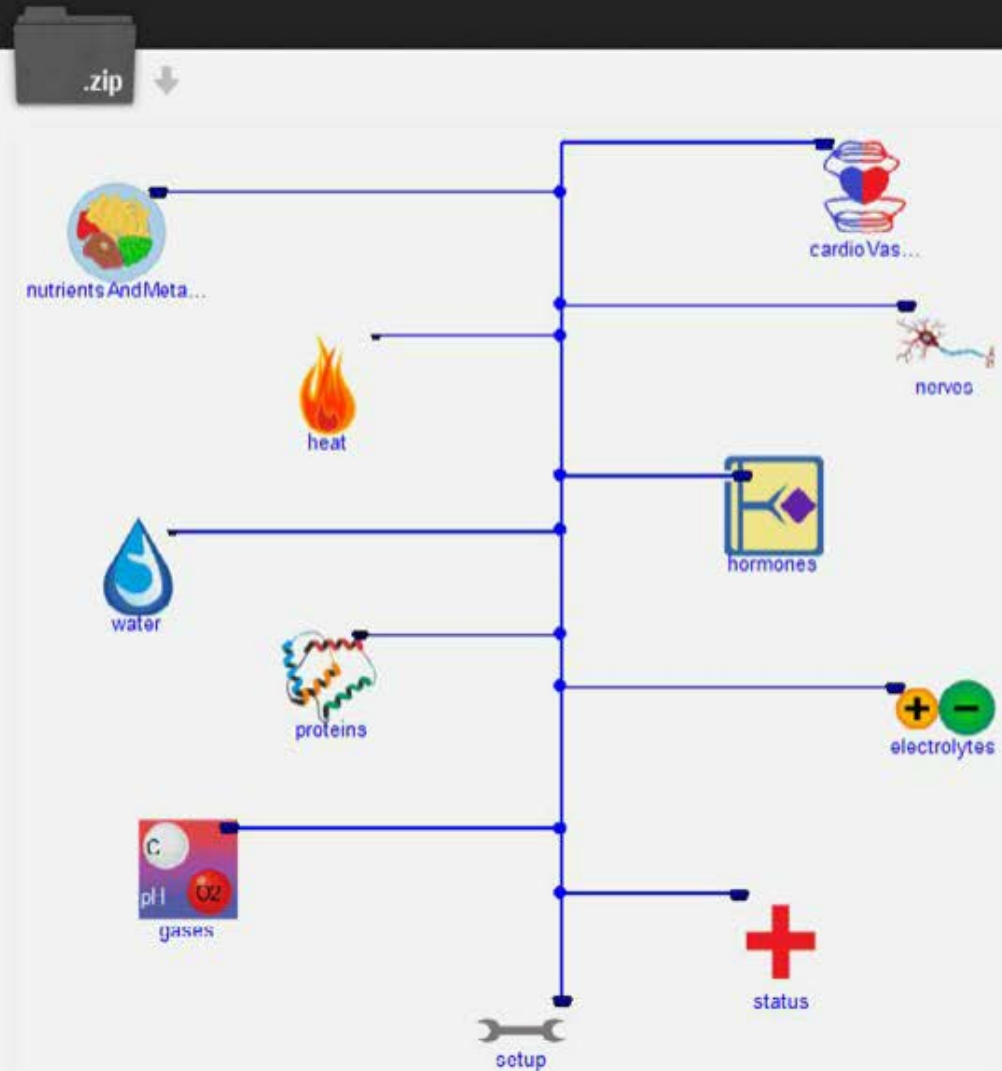 .zip
cardioVas...
nutrientsAndMeta...
nerves
heat
hormones
water
proteins
+ −
electrolytes
C
pH O2
gases
status
setup